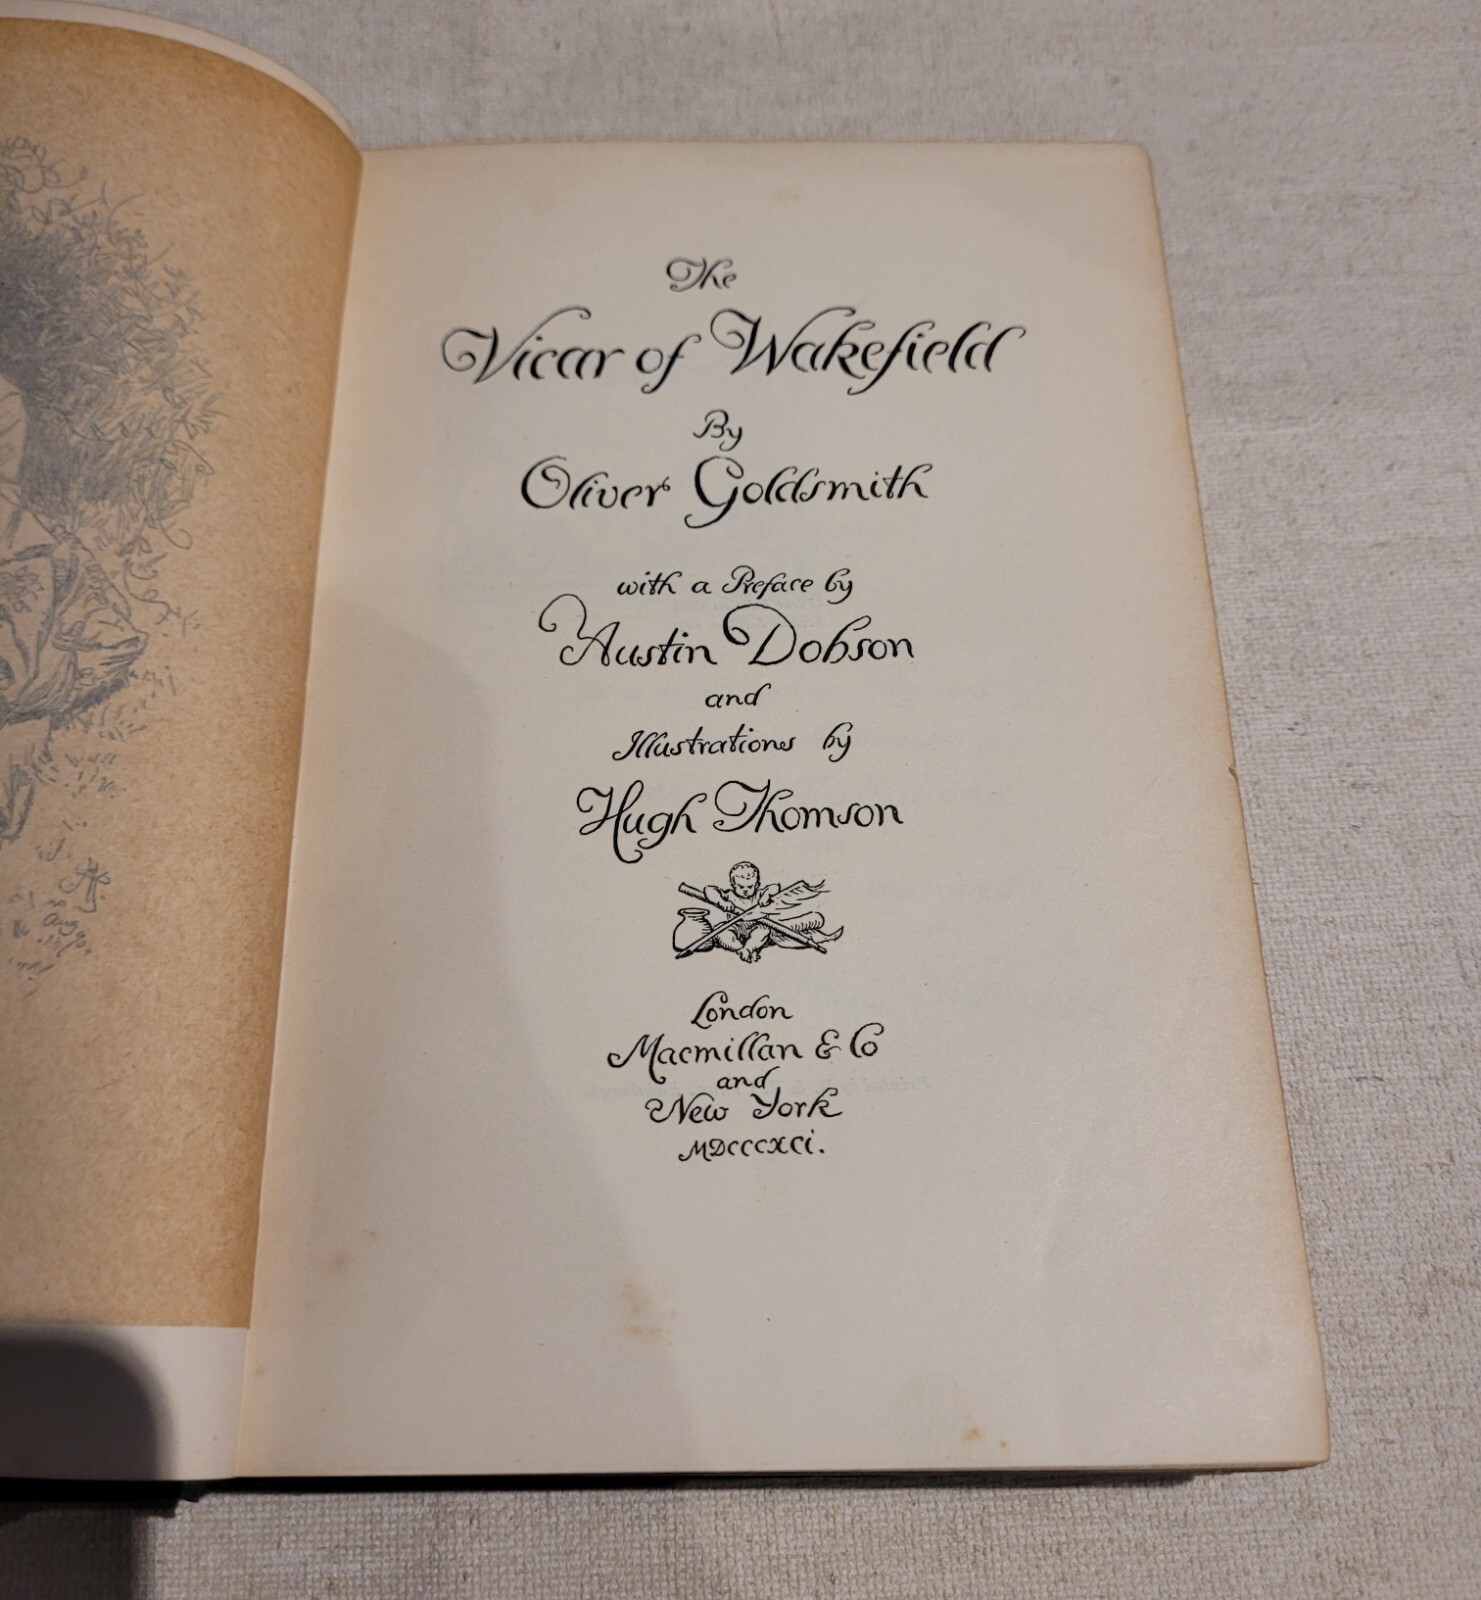 The
Vicar of Wakefield
By
Oliver Goldsmith
with a Preface by
Austin Dobson
and
Illustrations by
Hugh Thomson
London
Macmillan & Co
and
New York
MDCCCXCI.